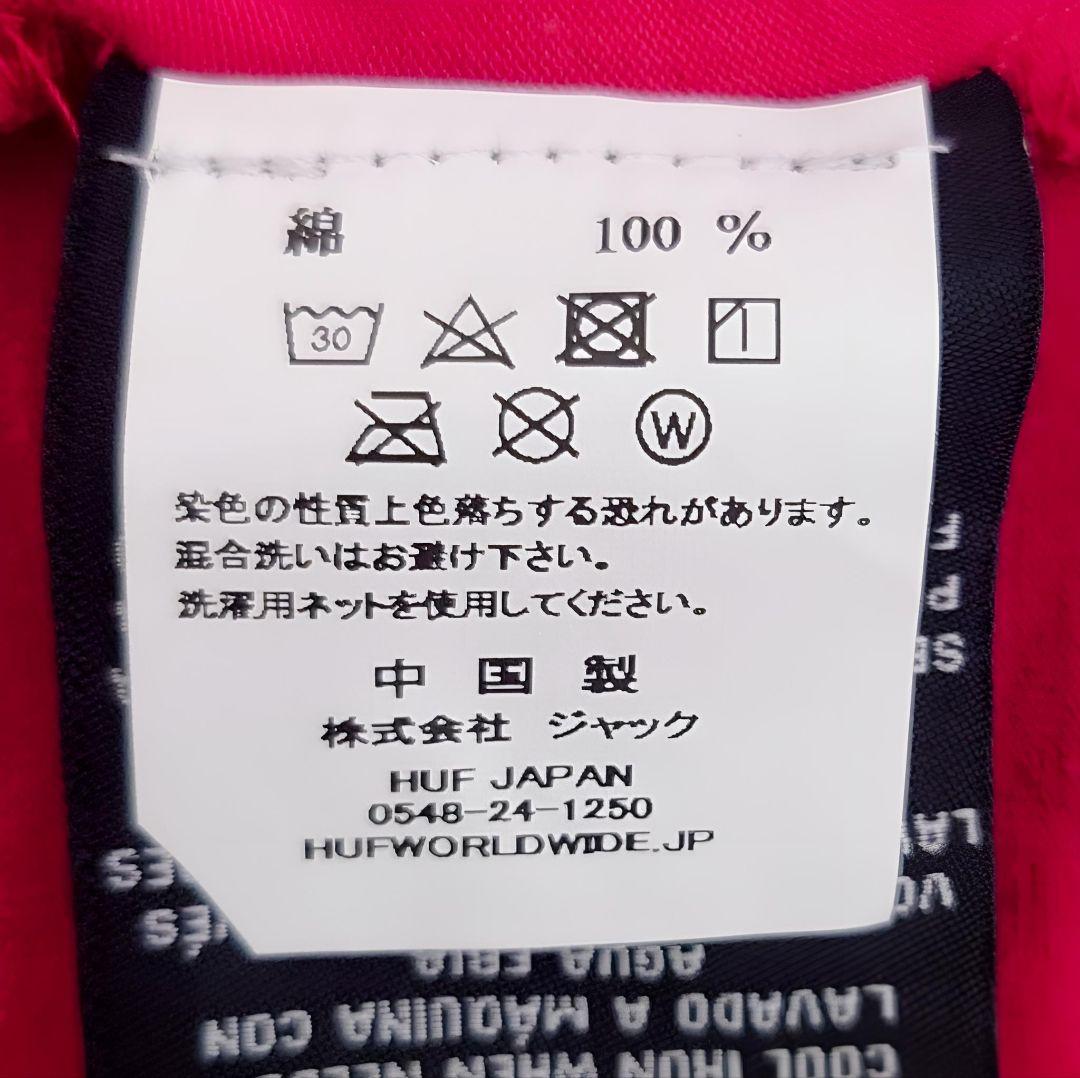 綿 100 %
30
W
染色の性質上色落ちする恐れがあります。
混合洗いはお避け下さい。
洗濯用ネットを使用してください。
中 国 製
株式会社 ジャック
HUF JAPAN
0548-24-1250
HUFWORLDWIDE.JP
AGUA FRIA
LAVADO A MÁQUINA CON
COOL IRON WHEN